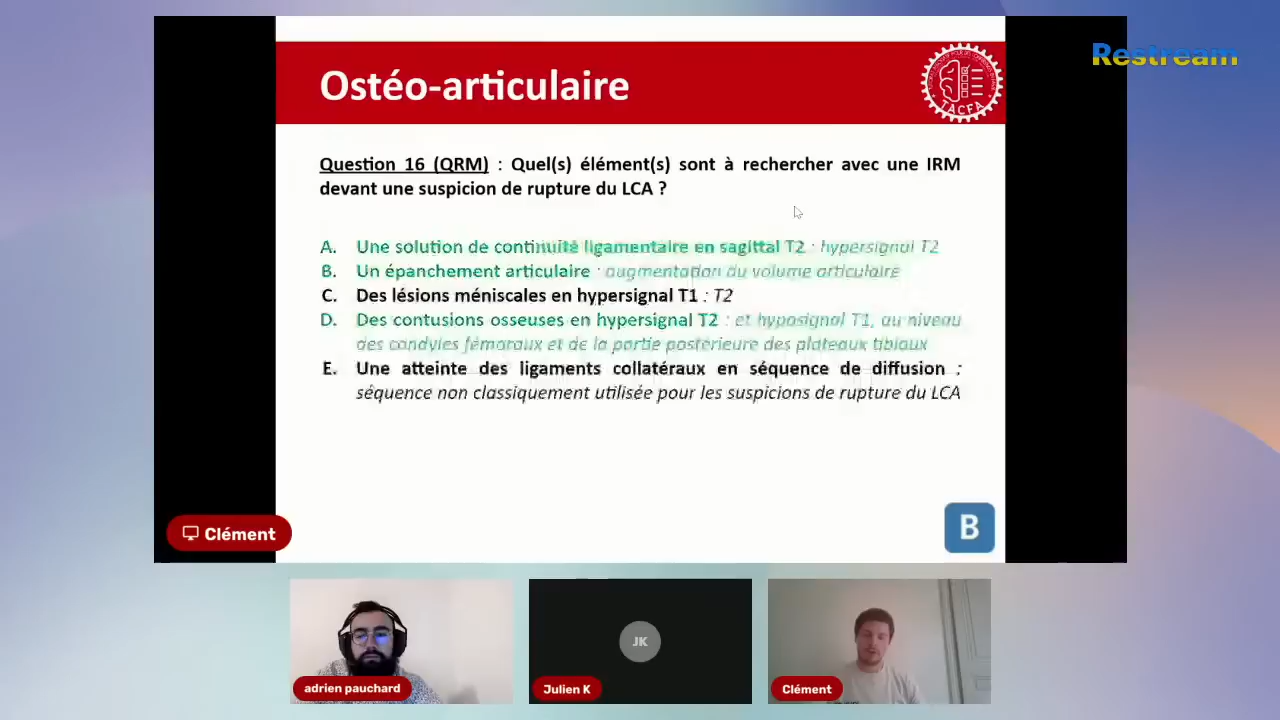 Restream
Ostéo-articulaire
TACFA
Question 16 (QRM) : Quel(s) élément(s) sont à rechercher avec une IRM
devant une suspicion de rupture du LCA ?
A. Une solution de continuité ligamentaire en sagittal T2 : hypersignal T2
B. Un épanchement articulaire : augmentation du volume articulaire
C. Des lésions méniscales en hypersignal T1 : T2
D. Des contusions osseuses en hypersignal T2 : et hyposignal T1, au niveau
des condyles fémoraux et de la partie postérieure des plateaux tibiaux
E. Une atteinte des ligaments collatéraux en séquence de diffusion :
séquence non classiquement utilisée pour les suspicions de rupture du LCA
Clément
B
JK
adrien pauchard
Julien K
Clément